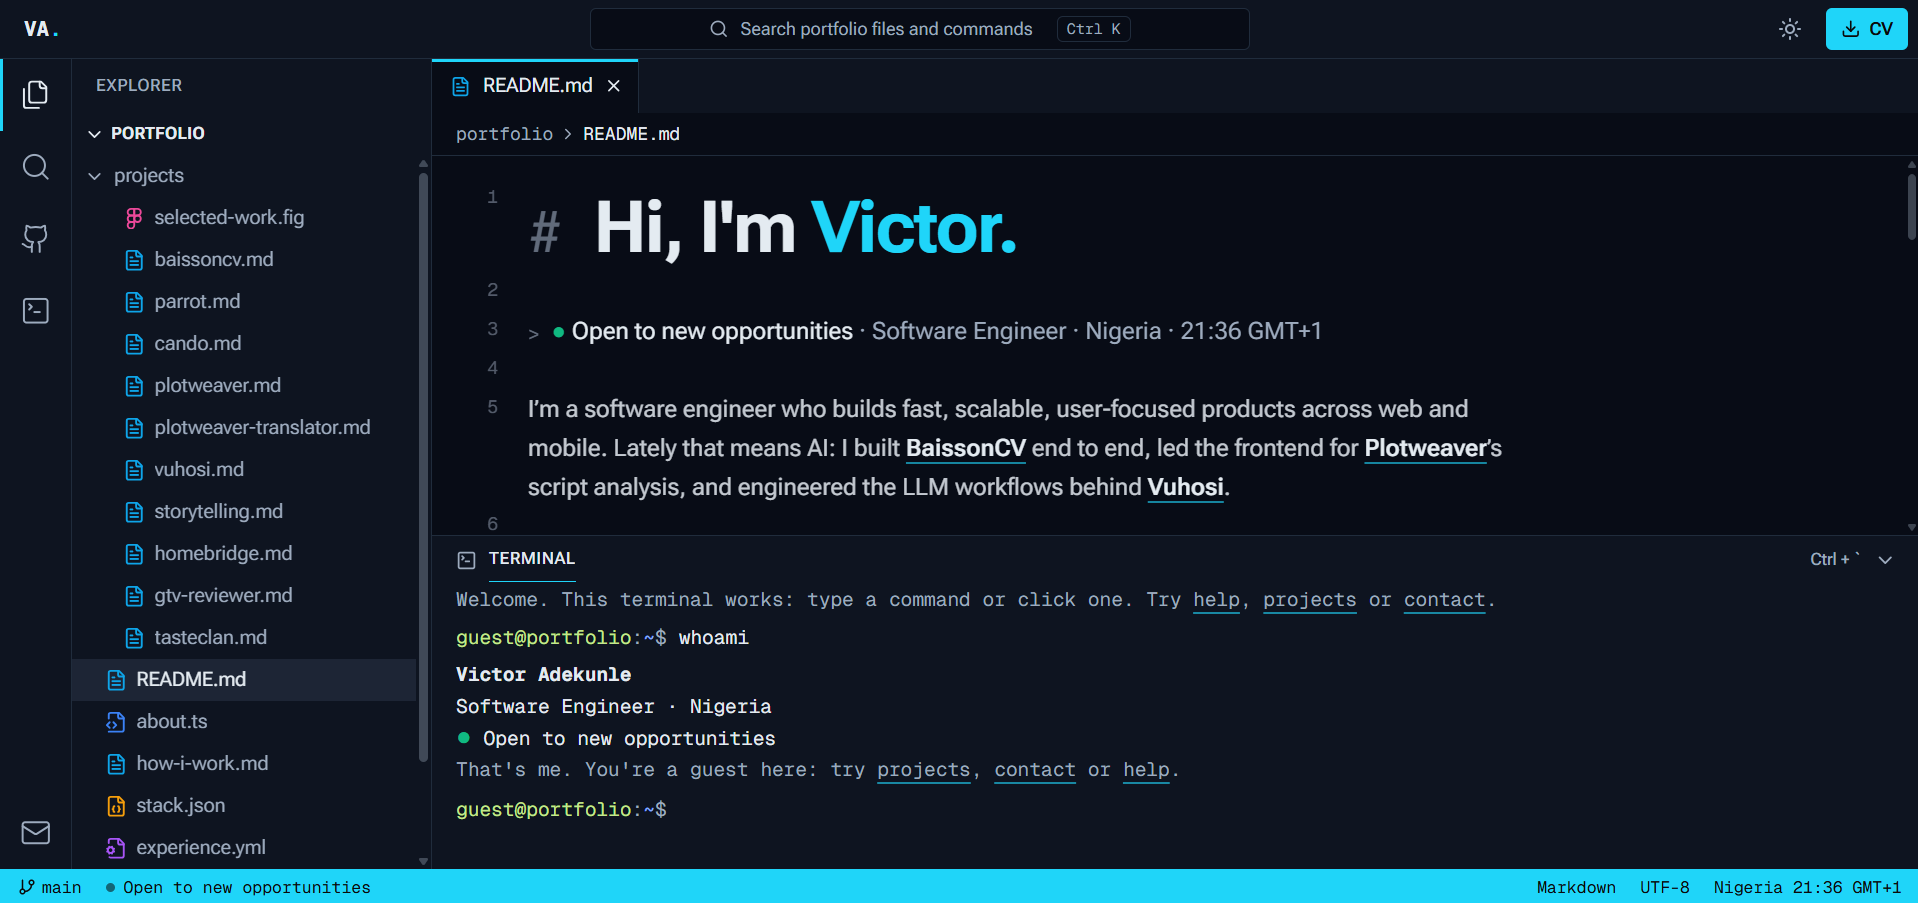 VA.
Search portfolio files and commands Ctrl K
CV
EXPLORER
PORTFOLIO
projects
selected-work.fig
baissoncv.md
parrot.md
cando.md
plotweaver.md
plotweaver-translator.md
vuhosi.md
storytelling.md
homebridge.md
gtv-reviewer.md
tasteclan.md
README.md
about.ts
how-i-work.md
stack.json
experience.yml
README.md
portfolio > README.md
1 # Hi, I'm Victor.
2
3 > Open to new opportunities · Software Engineer · Nigeria · 21:36 GMT+1
4
5 I’m a software engineer who builds fast, scalable, user-focused products across web and
mobile. Lately that means AI: I built BaissonCV end to end, led the frontend for Plotweaver’s
script analysis, and engineered the LLM workflows behind Vuhosi.
6
TERMINAL
Ctrl + `
Welcome. This terminal works: type a command or click one. Try help, projects or contact.
guest@portfolio:~$ whoami
Victor Adekunle
Software Engineer · Nigeria
Open to new opportunities
That's me. You're a guest here: try projects, contact or help.
guest@portfolio:~$
main Open to new opportunities
Markdown UTF-8 Nigeria 21:36 GMT+1